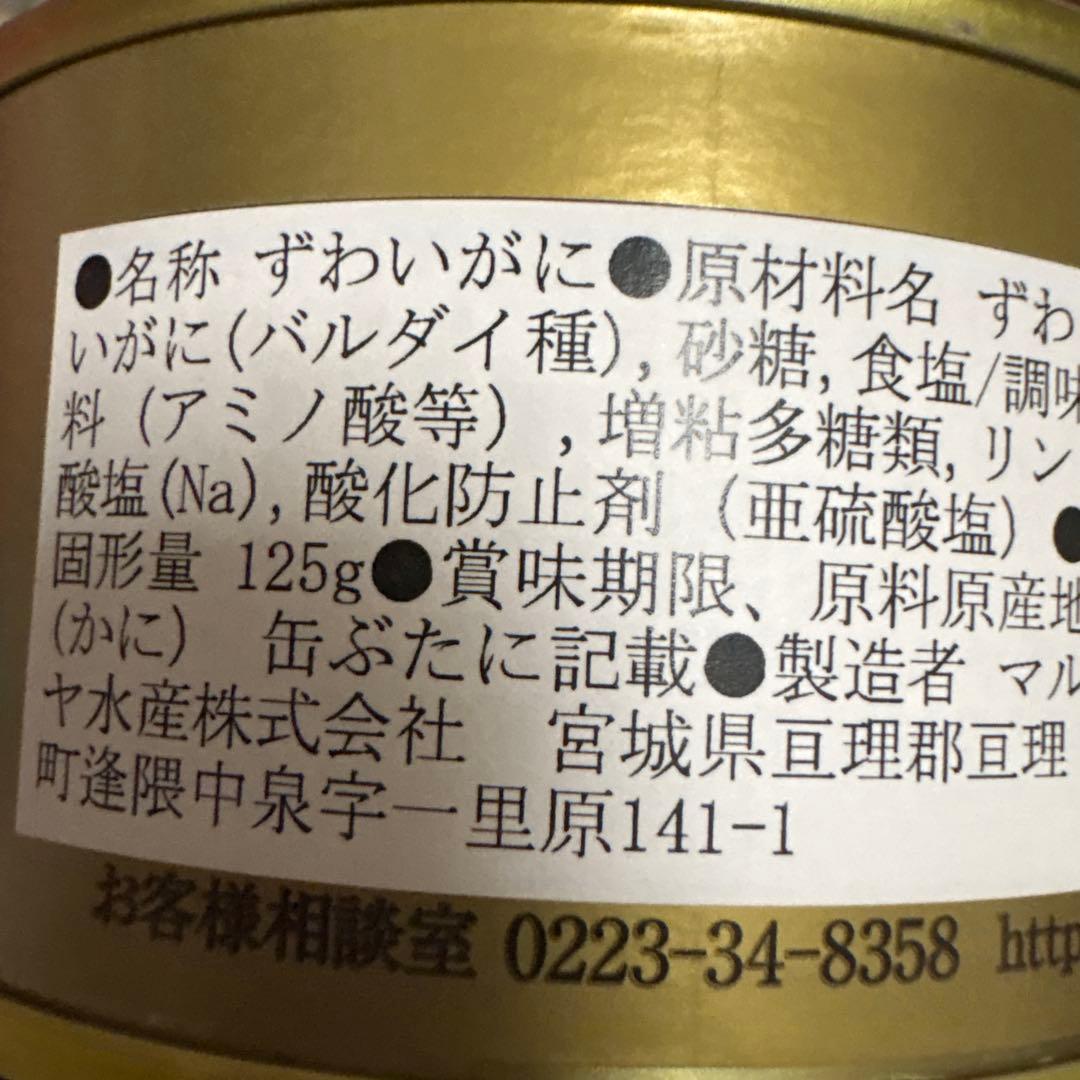 ●名称 ずわいがに●原材料名 ずわ
いがに(バルダイ種),砂糖,食塩/調味
料 (アミノ酸等) ,増粘多糖類,リン
酸塩(Na),酸化防止剤 (亜硫酸塩) ●
固形量 125g●賞味期限、原料原産地
(かに) 缶ぶたに記載●製造者 マル
ヤ水産株式会社 宮城県亘理郡亘理
町逢隈中泉字一里原141-1
お客様相談室 0223-34-8358 http